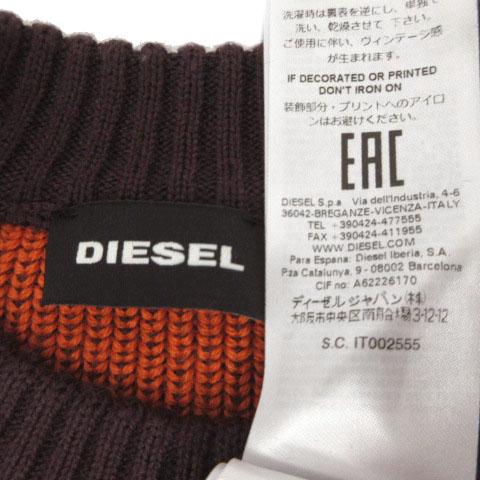 DIESEL
洗濯時は裏表を逆にし、単独で
洗い、乾燥させて 下さい。
ご使用に伴い、ヴィンテージ感
が生まれます。
IF DECORATED OR PRINTED
DON'T IRON ON
装飾部分・プリントへのアイロ
ンはお避けください。
EAC
DIESEL S.p.a Via dell'Industria, 4-6
36042-BREGANZE-VICENZA-ITALY
TEL +390424-477555
FAX +390424-411955
WWW.DIESEL.COM
Para Espana: Diesel Iberia, S.A.
Pza Catalunya, 9 - 08002 Barcelona
CIF no: A62226170
ディーゼル ジャパン (株)
大阪市中央区南船場3-12-12
S.C. IT002555